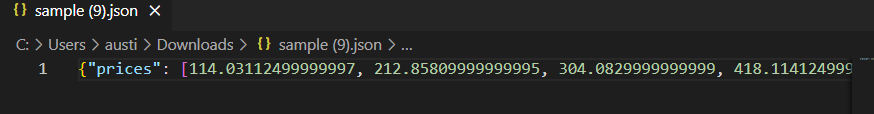 {} sample (9).json ×
C: > Users > austi > Downloads > {} sample (9).json > ...
1 {"prices": [114.03112499999997, 212.85809999999995, 304.0829999999999, 418.114124999